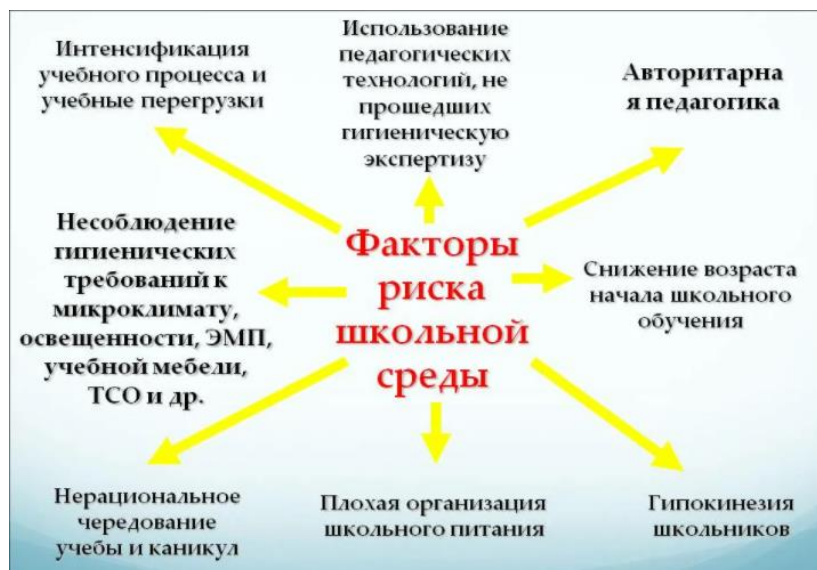 Интенсификация
учебного процесса и
учебные перегрузки
Использование
педагогических
технологий, не
прошедших
гигиеническую
экспертизу
Авторитарна
я педагогика
Несоблюдение
гигиенических
требований к
микроклимату,
освещенности, ЭМП,
учебной мебели,
ТСО и др.
Факторы
риска
школьной
среды
Снижение возраста
начала школьного
обучения
Нерациональное
чередование
учебы и каникул
Плохая организация
школьного питания
Гипокинезия
школьников